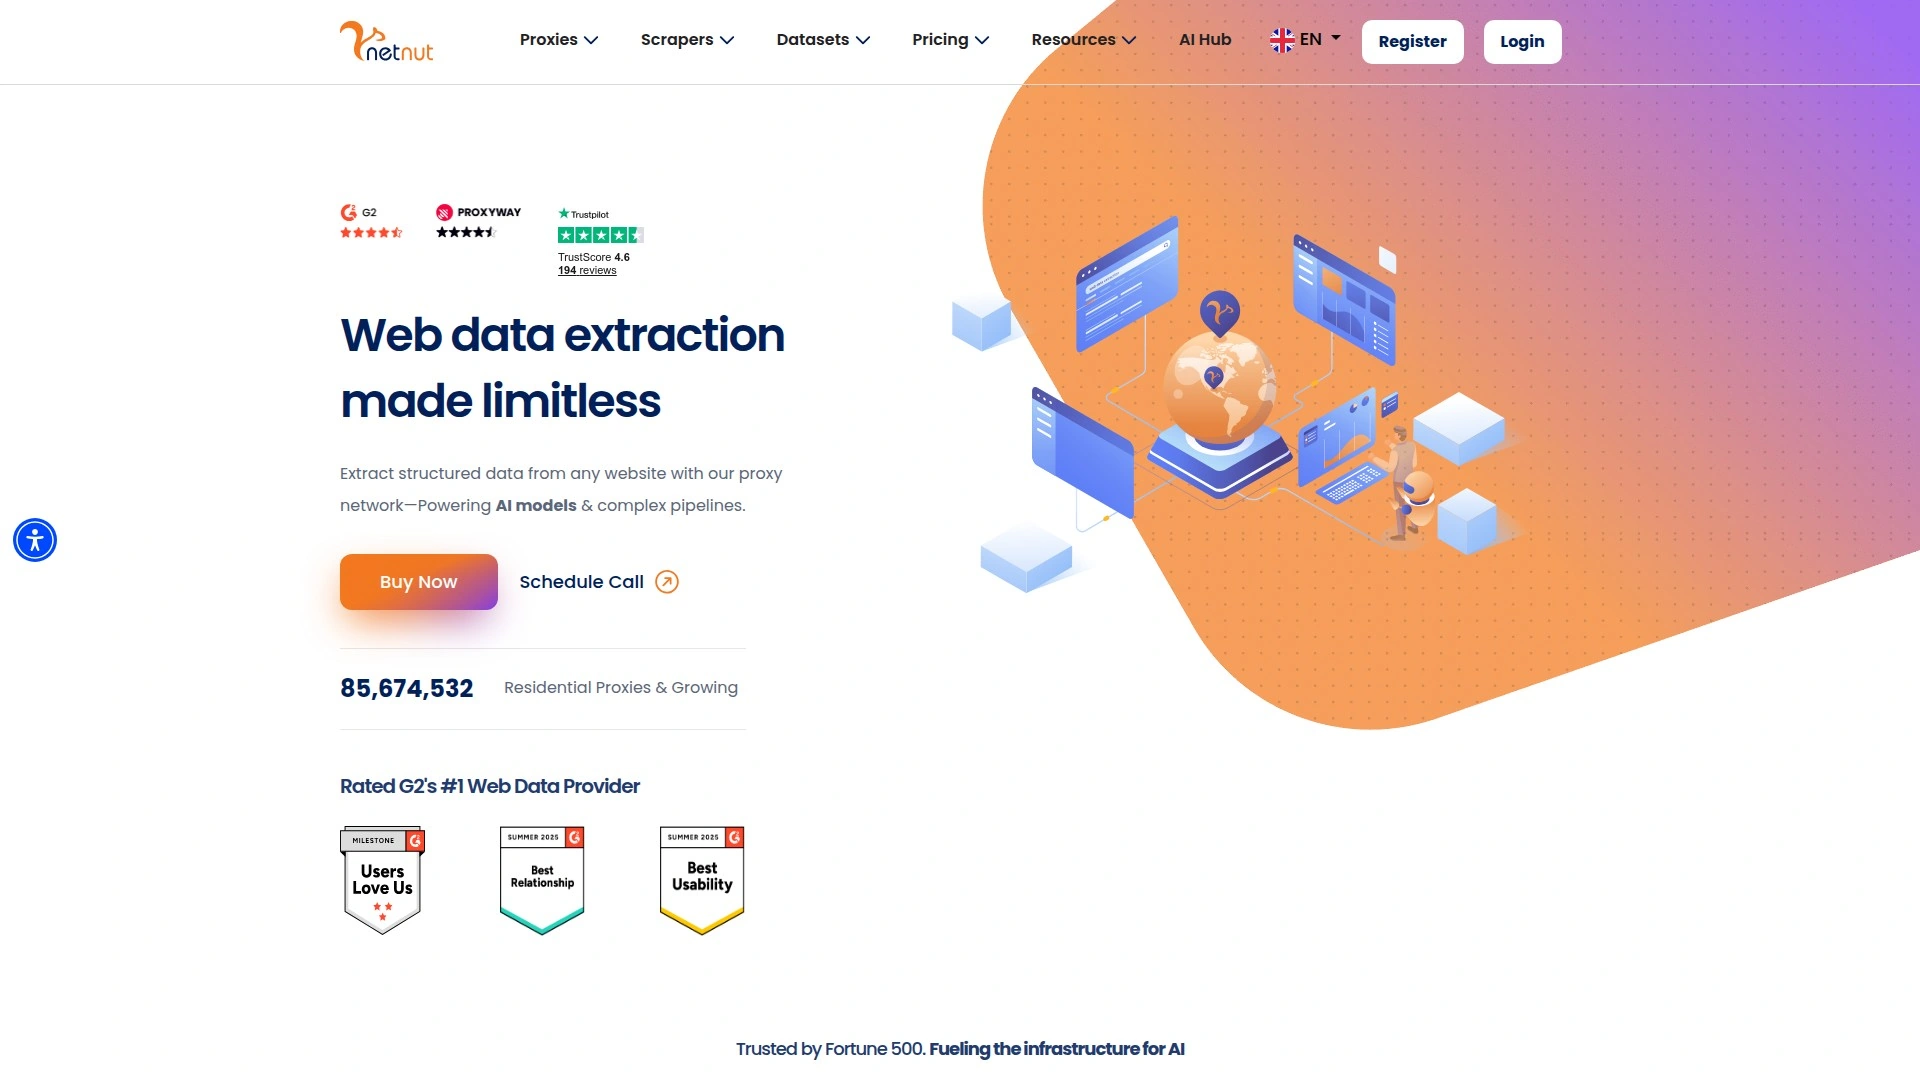 netnut
Proxies
Scrapers
Datasets
Pricing
Resources
AI Hub
EN
Register
Login
G2
PROXYWAY
Trustpilot
TrustScore 4.6
194 reviews
Web data extraction
made limitless
Extract structured data from any website with our proxy
network—Powering AI models & complex pipelines.
Buy Now
Schedule Call
85,674,532
Residential Proxies & Growing
Rated G2's #1 Web Data Provider
MILESTONE
Users
Love Us
SUMMER 2025
Best
Relationship
SUMMER 2025
Best
Usability
Trusted by Fortune 500. Fueling the infrastructure for AI